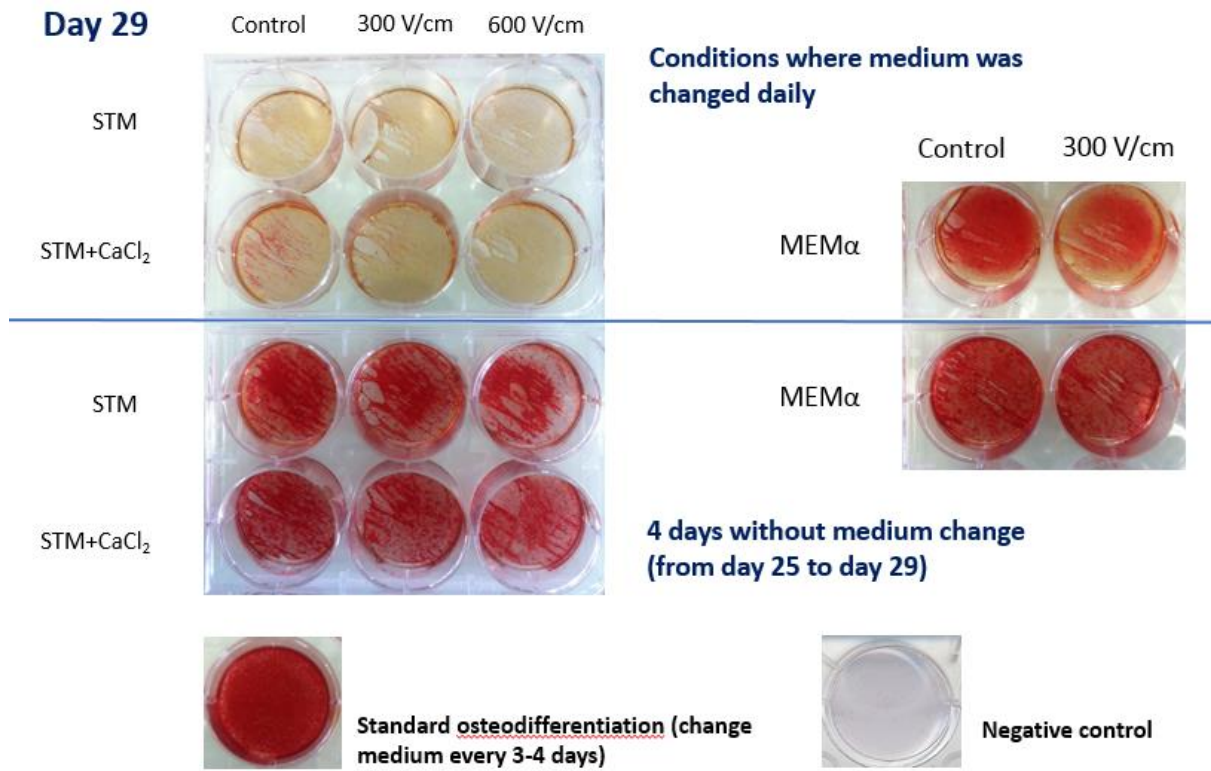 Day 29
Control 300 V/cm 600 V/cm
Conditions where medium was
changed daily
STM
Control 300 V/cm
STM+CaCl₂
MEMα
STM
MEMα
STM+CaCl₂
4 days without medium change
(from day 25 to day 29)
Standard osteodifferentiation (change
medium every 3-4 days)
Negative control